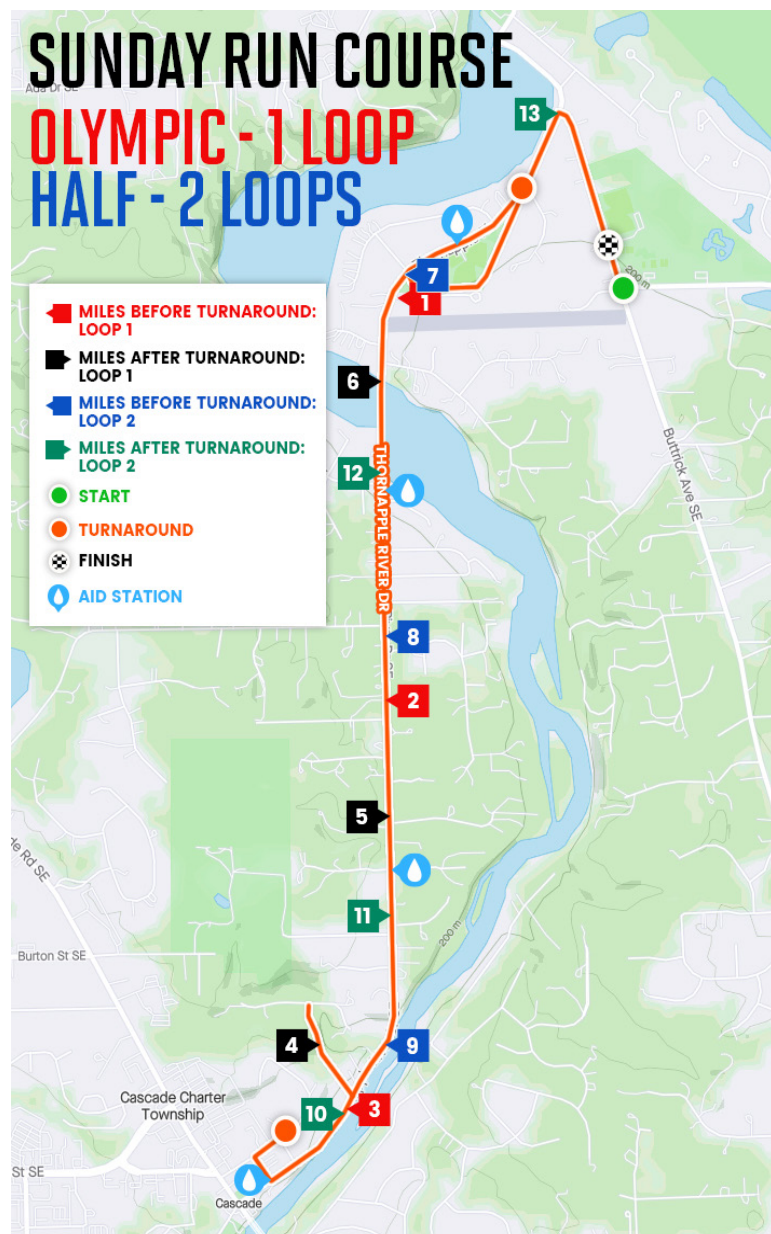 SUNDAY RUN COURSE
OLYMPIC - 1 LOOP
HALF - 2 LOOPS
13
7
1
200 m
MILES BEFORE TURNAROUND:
LOOP 1
MILES AFTER TURNAROUND:
LOOP 1
MILES BEFORE TURNAROUND:
LOOP 2
MILES AFTER TURNAROUND:
LOOP 2
START
TURNAROUND
FINISH
AID STATION
6
12
THORNAPPLE RIVER DR
Buttrick Ave SE
8
2
5
11
de Rd SE
200 m
Burton St SE
4
9
Cascade Charter
Township
10
3
St SE
Cascade